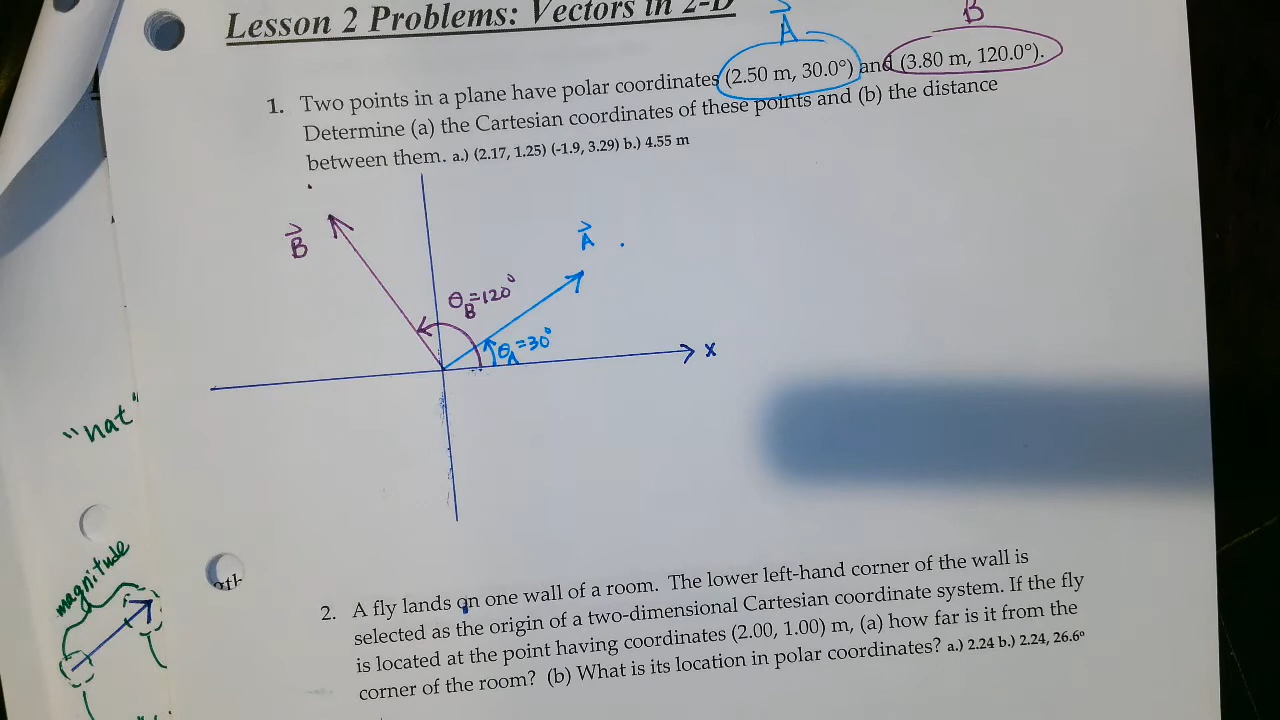 Lesson 2 Problems: Vectors in 2-D
A B
1. Two points in a plane have polar coordinates (2.50 m, 30.0°) and (3.80 m, 120.0°).
Determine (a) the Cartesian coordinates of these points and (b) the distance
between them. a.) (2.17, 1.25) (-1.9, 3.29) b.) 4.55 m
B
A
θB=120°
θA=30°
x
"nat"
magnitude
2. A fly lands on one wall of a room. The lower left-hand corner of the wall is
selected as the origin of a two-dimensional Cartesian coordinate system. If the fly
is located at the point having coordinates (2.00, 1.00) m, (a) how far is it from the
corner of the room? (b) What is its location in polar coordinates? a.) 2.24 b.) 2.24, 26.6°